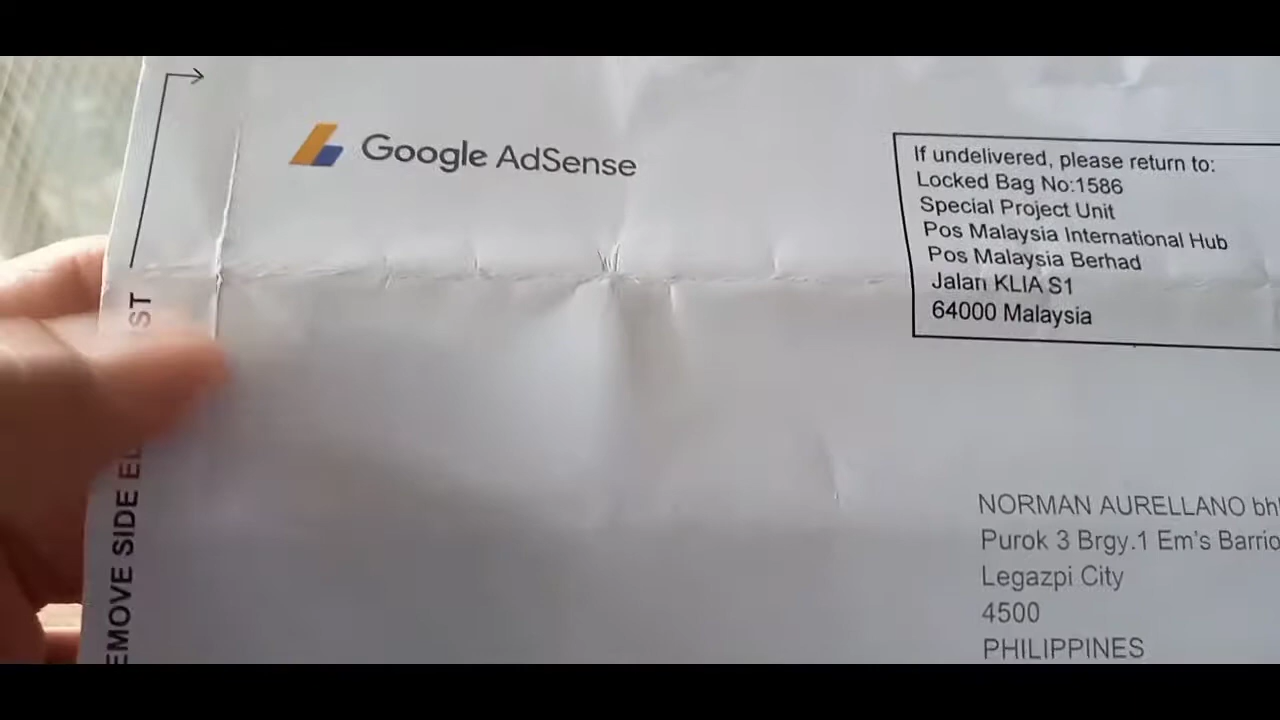 Google AdSense
If undelivered, please return to:
Locked Bag No:1586
Special Project Unit
Pos Malaysia International Hub
Pos Malaysia Berhad
Jalan KLIA S1
64000 Malaysia
NORMAN AURELLANO
Purok 3 Brgy.1 Em's Barrio
Legazpi City
4500
PHILIPPINES
EMOVE SIDE
ST